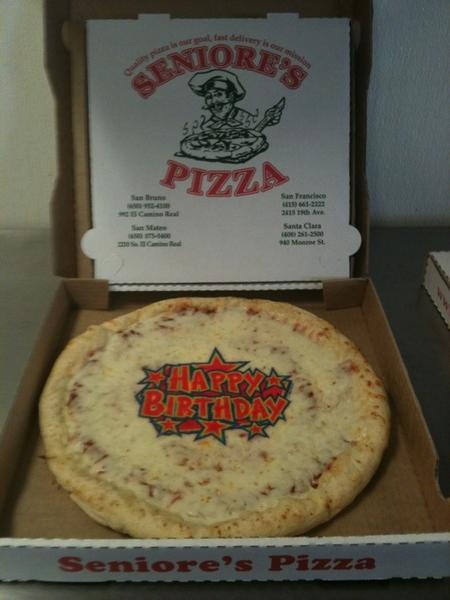 Quality pizza is our goal, fast delivery is our mission
SENIORE'S
PIZZA
San Bruno
(650) 952-4100
992 El Camino Real
San Mateo
(650) 375-0400
2220 So. El Camino Real
San Francisco
(415) 661-2222
2415 19th Ave.
Santa Clara
(408) 261-2500
940 Monroe St.
HAPPY
BIRTHDAY
Seniore's Pizza